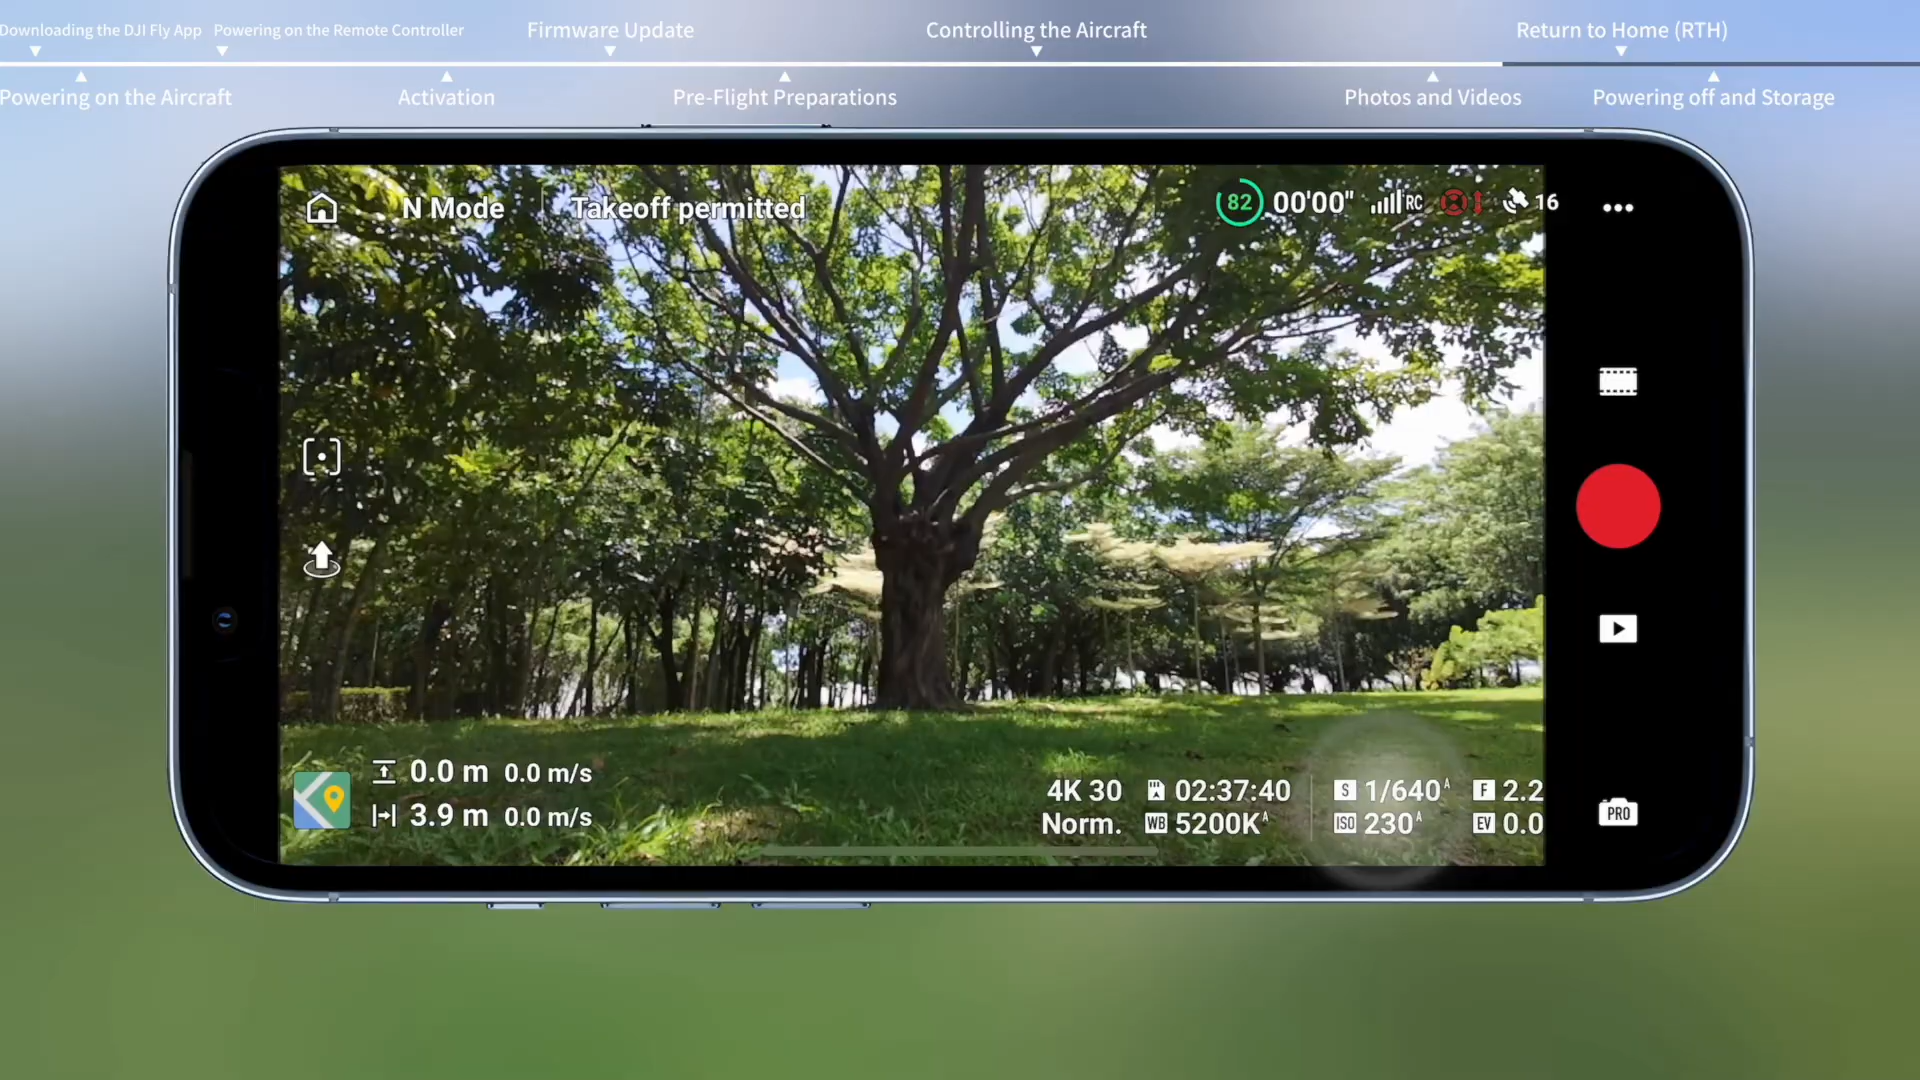 Downloading the DJI Fly App
Powering on the Remote Controller
Firmware Update
Controlling the Aircraft
Return to Home (RTH)
Powering on the Aircraft
Activation
Pre-Flight Preparations
Photos and Videos
Powering off and Storage
N Mode
Takeoff permitted
82
00'00"
RC
16
0.0 m 0.0 m/s
3.9 m 0.0 m/s
4K 30
02:37:40
S 1/640 A
F 2.2
Norm.
WB 5200K A
ISO 230 A
EV 0.0
PRO